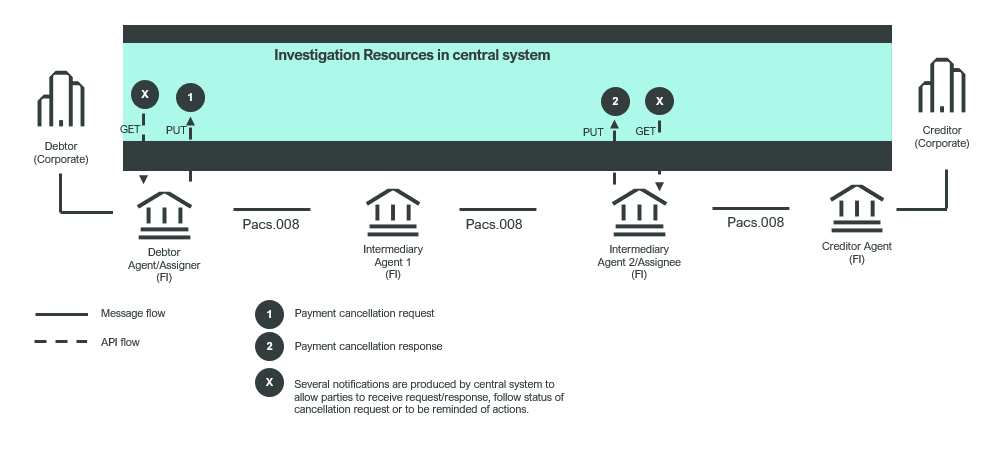 Investigation Resources in central system
X
1
2
X
GET
PUT
PUT
GET
Debtor
(Corporate)
Creditor
(Corporate)
Pacs.008
Pacs.008
Pacs.008
Debtor
Agent/Assigner
(FI)
Intermediary
Agent 1
(FI)
Intermediary
Agent 2/Assignee
(FI)
Creditor Agent
(FI)
Message flow
API flow
1
Payment cancellation request
2
Payment cancellation response
X
Several notifications are produced by central system to
allow parties to receive request/response, follow status of
cancellation request or to be reminded of actions.